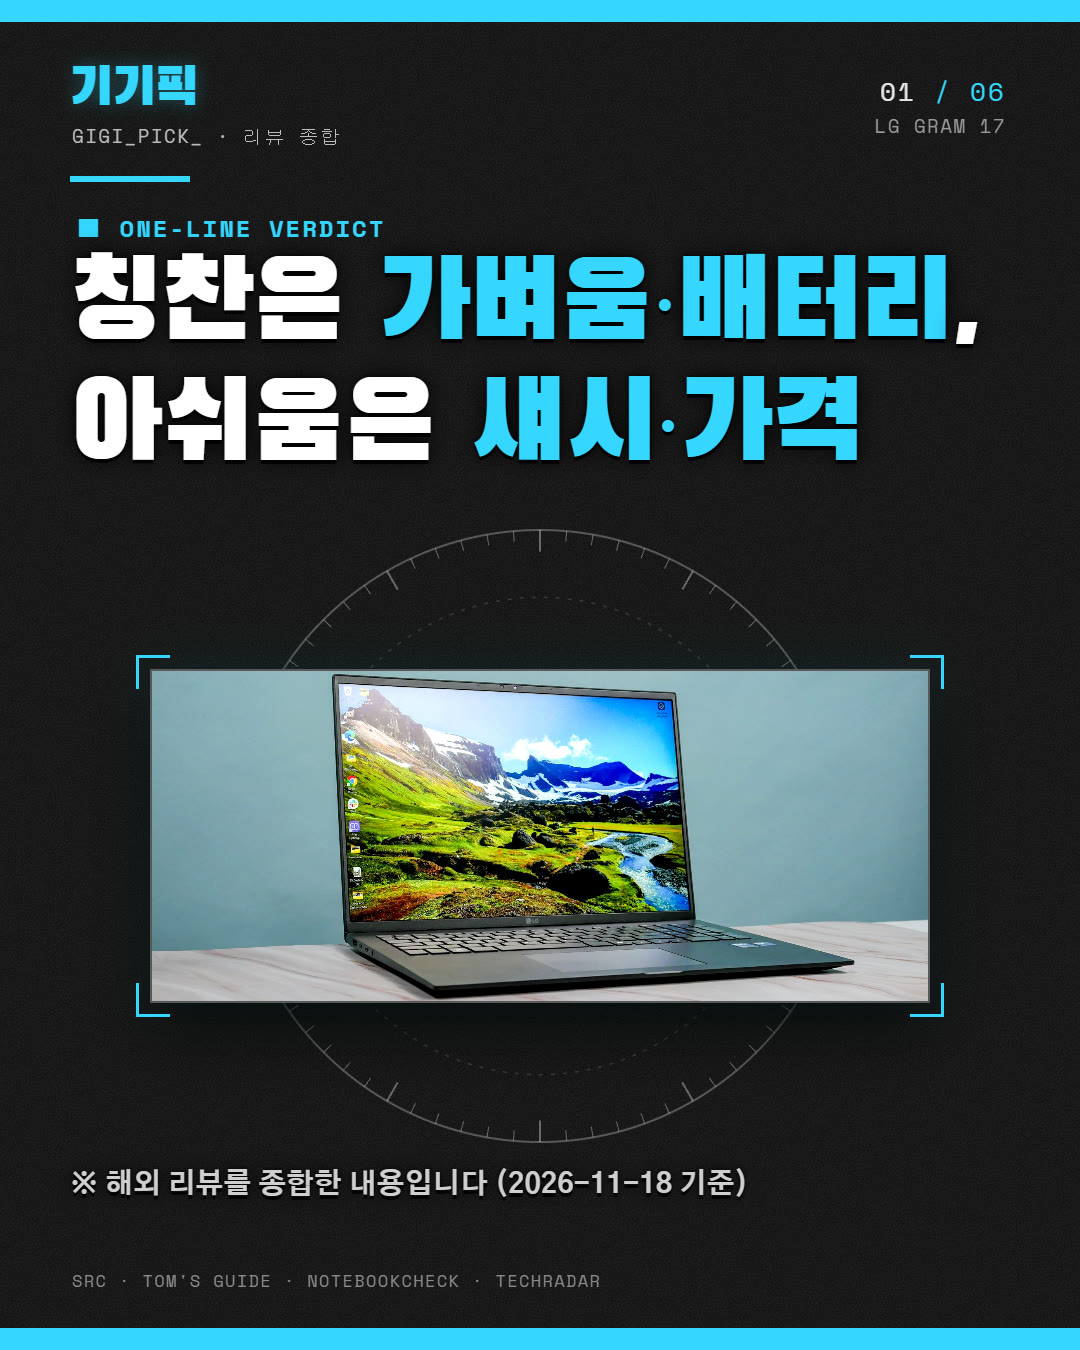 기기픽
GIGI_PICK_ · 리뷰 종합
01 / 06
LG GRAM 17
ONE-LINE VERDICT
칭찬은 가벼움·배터리,
아쉬움은 섀시·가격
LG
※ 해외 리뷰를 종합한 내용입니다 (2026-11-18 기준)
SRC · TOM'S GUIDE · NOTEBOOKCHECK · TECHRADAR